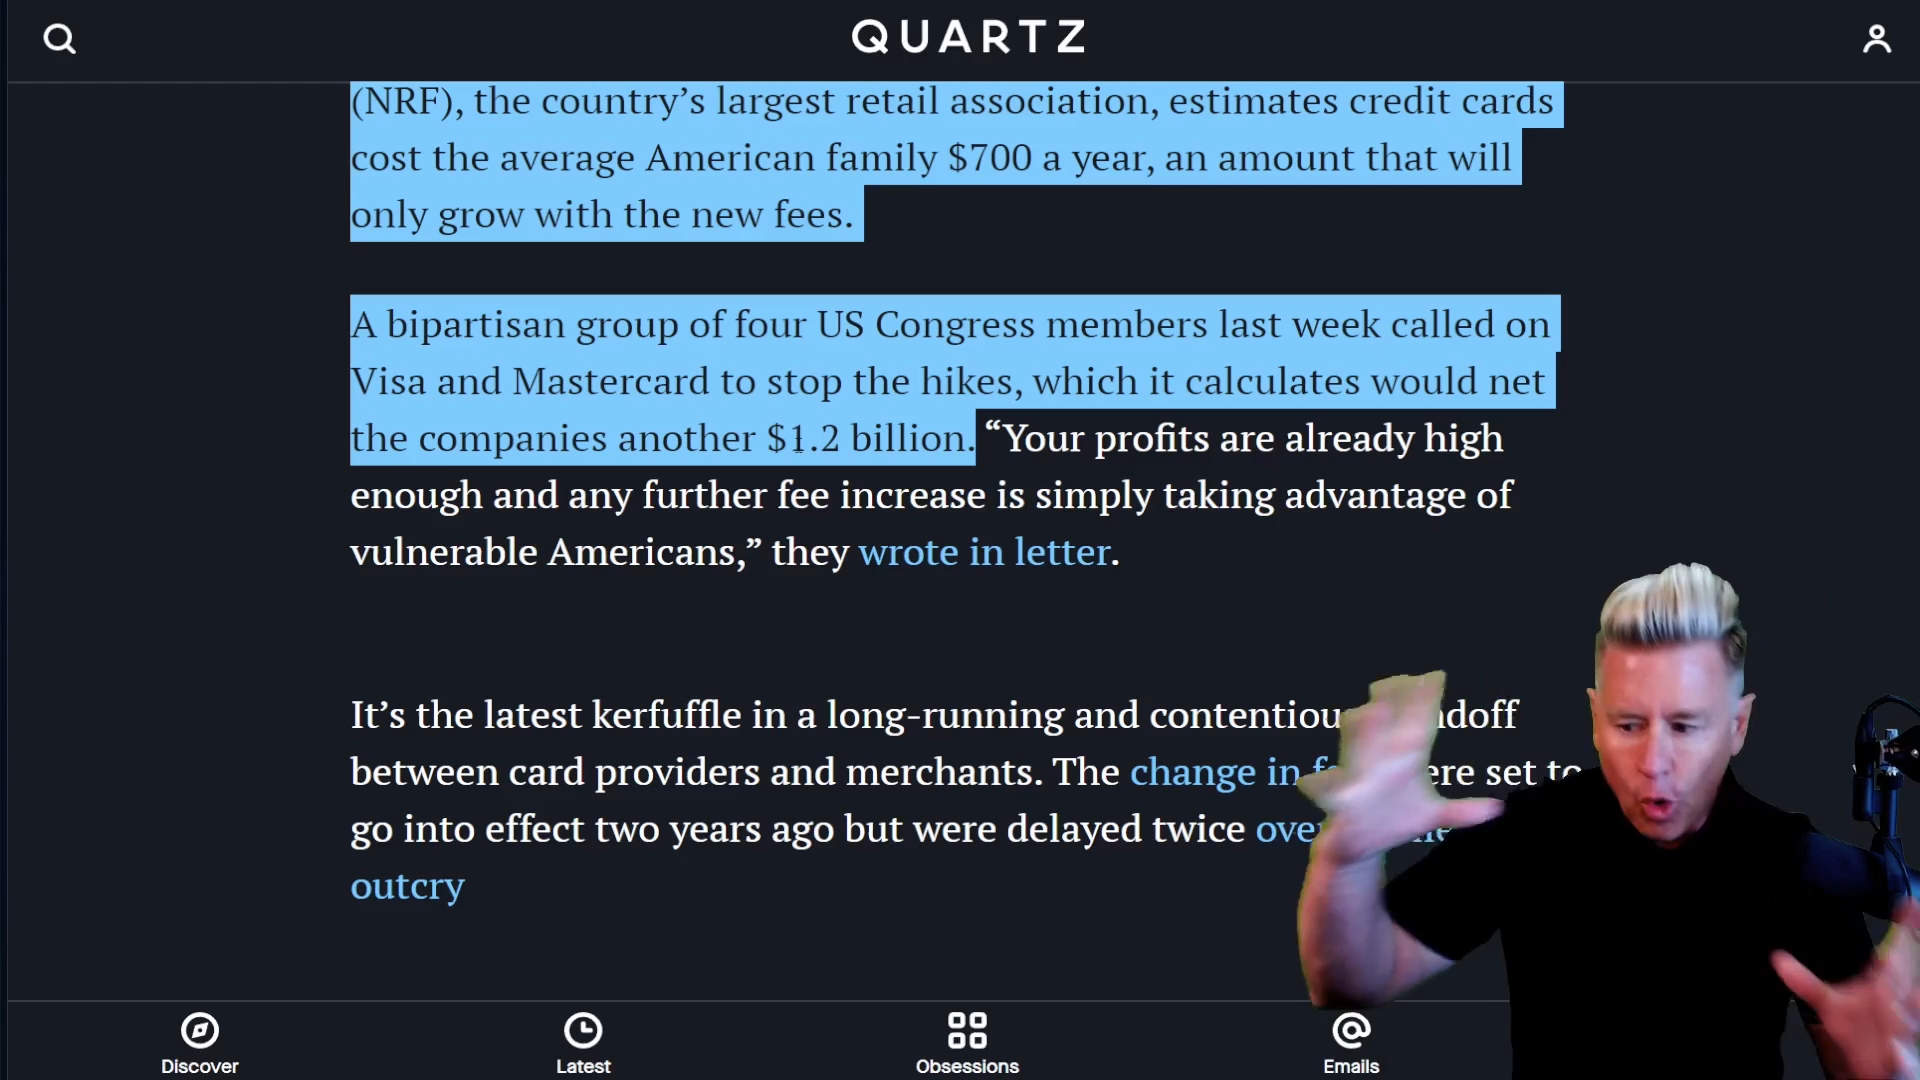 QUARTZ
(NRF), the country’s largest retail association, estimates credit cards
cost the average American family $700 a year, an amount that will
only grow with the new fees.
A bipartisan group of four US Congress members last week called on
Visa and Mastercard to stop the hikes, which it calculates would net
the companies another $1.2 billion. “Your profits are already high
enough and any further fee increase is simply taking advantage of
vulnerable Americans,” they wrote in letter.
It’s the latest kerfuffle in a long-running and contentiou ndoff
between card providers and merchants. The change in f ere set to
go into effect two years ago but were delayed twice over
outcry
Discover
Latest
Obsessions
Emails